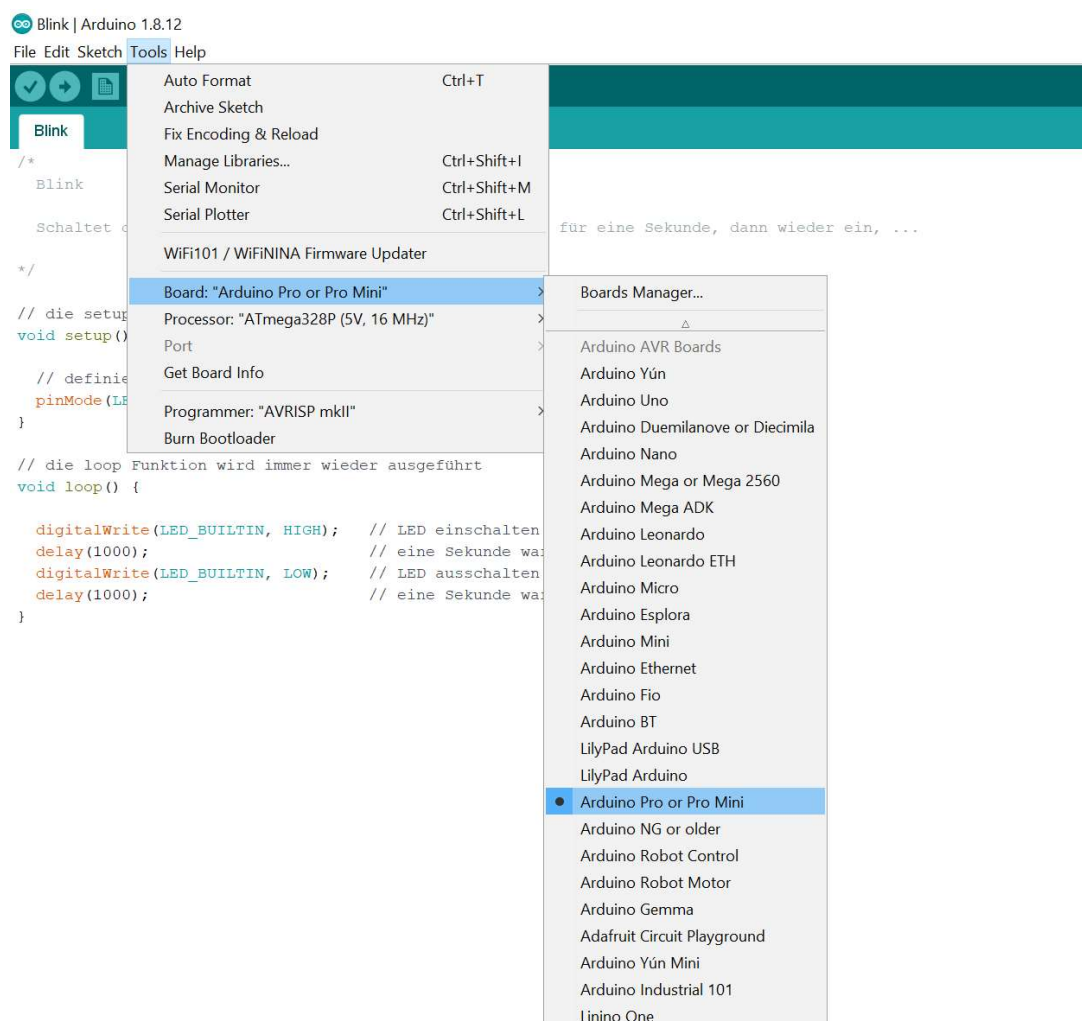 Blink | Arduino 1.8.12
File Edit Sketch Tools Help
Blink
Auto Format Ctrl+T
Archive Sketch
Fix Encoding & Reload
Manage Libraries... Ctrl+Shift+I
Serial Monitor Ctrl+Shift+M
Serial Plotter Ctrl+Shift+L
WiFi101 / WiFiNINA Firmware Updater
Board: "Arduino Pro or Pro Mini"
Processor: "ATmega328P (5V, 16 MHz)"
Port
Get Board Info
Programmer: "AVRISP mkII"
Burn Bootloader
Boards Manager...
Arduino AVR Boards
Arduino Yún
Arduino Uno
Arduino Duemilanove or Diecimila
Arduino Nano
Arduino Mega or Mega 2560
Arduino Mega ADK
Arduino Leonardo
Arduino Leonardo ETH
Arduino Micro
Arduino Esplora
Arduino Mini
Arduino Ethernet
Arduino Fio
Arduino BT
LilyPad Arduino USB
LilyPad Arduino
Arduino Pro or Pro Mini
Arduino NG or older
Arduino Robot Control
Arduino Robot Motor
Arduino Gemma
Adafruit Circuit Playground
Arduino Yún Mini
Arduino Industrial 101
Linino One
/*
Blink
Schaltet für eine Sekunde, dann wieder ein, ...
*/
// die setup
void setup()
// definie
pinMode(LE
}
// die loop Funktion wird immer wieder ausgeführt
void loop() {
digitalWrite(LED_BUILTIN, HIGH); // LED einschalten
delay(1000); // eine Sekunde war
digitalWrite(LED_BUILTIN, LOW); // LED ausschalten
delay(1000); // eine Sekunde war
}